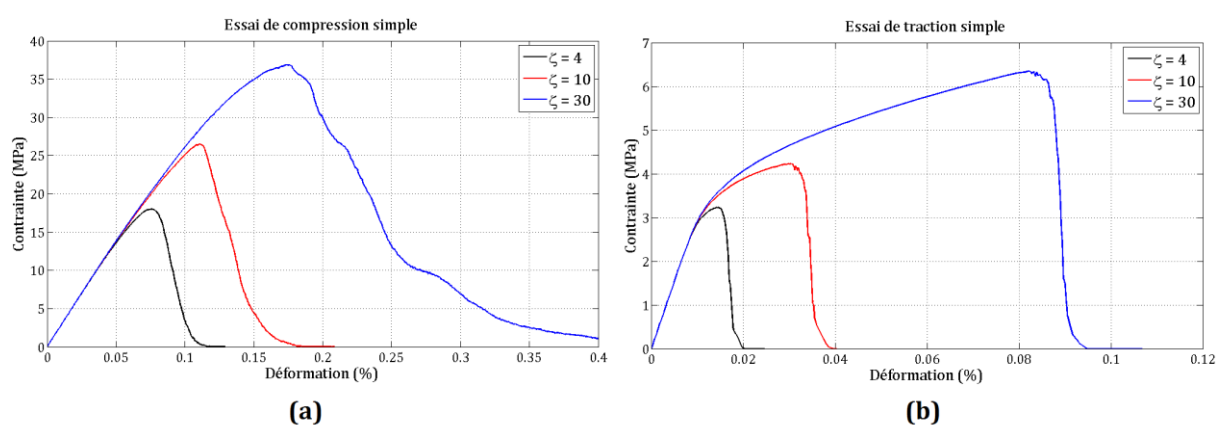 Essai de compression simple
40
35
30
25
20
15
10
5
0
Contrainte (MPa)
ζ = 4
ζ = 10
ζ = 30
0
0.05
0.1
0.15
0.2
0.25
0.3
0.35
0.4
Déformation (%)
(a)
Essai de traction simple
7
6
5
4
3
2
1
0
Contrainte (MPa)
ζ = 4
ζ = 10
ζ = 30
0
0.02
0.04
0.06
0.08
0.1
0.12
Déformation (%)
(b)